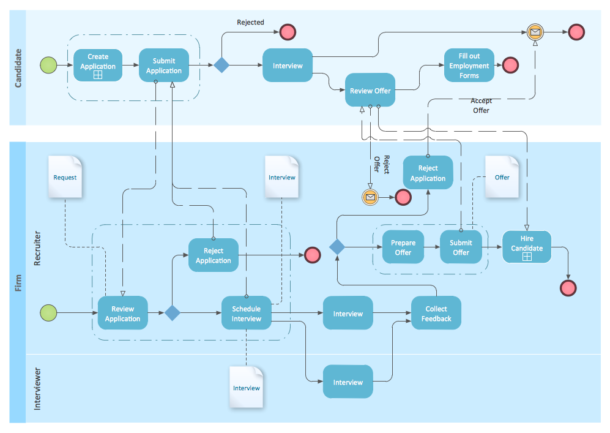 Candidate
Rejected
Create
Application
Submit
Application
Interview
Fill out
Employment
Forms
Review Offer
Accept
Offer
Firm
Recruiter
Request
Interview
Reject
Offer
Reject
Application
Offer
Reject
Application
Prepare
Offer
Submit
Offer
Hire
Candidate
Review
Application
Schedule
Interview
Interview
Collect
Feedback
Interviewer
Interview
Interview